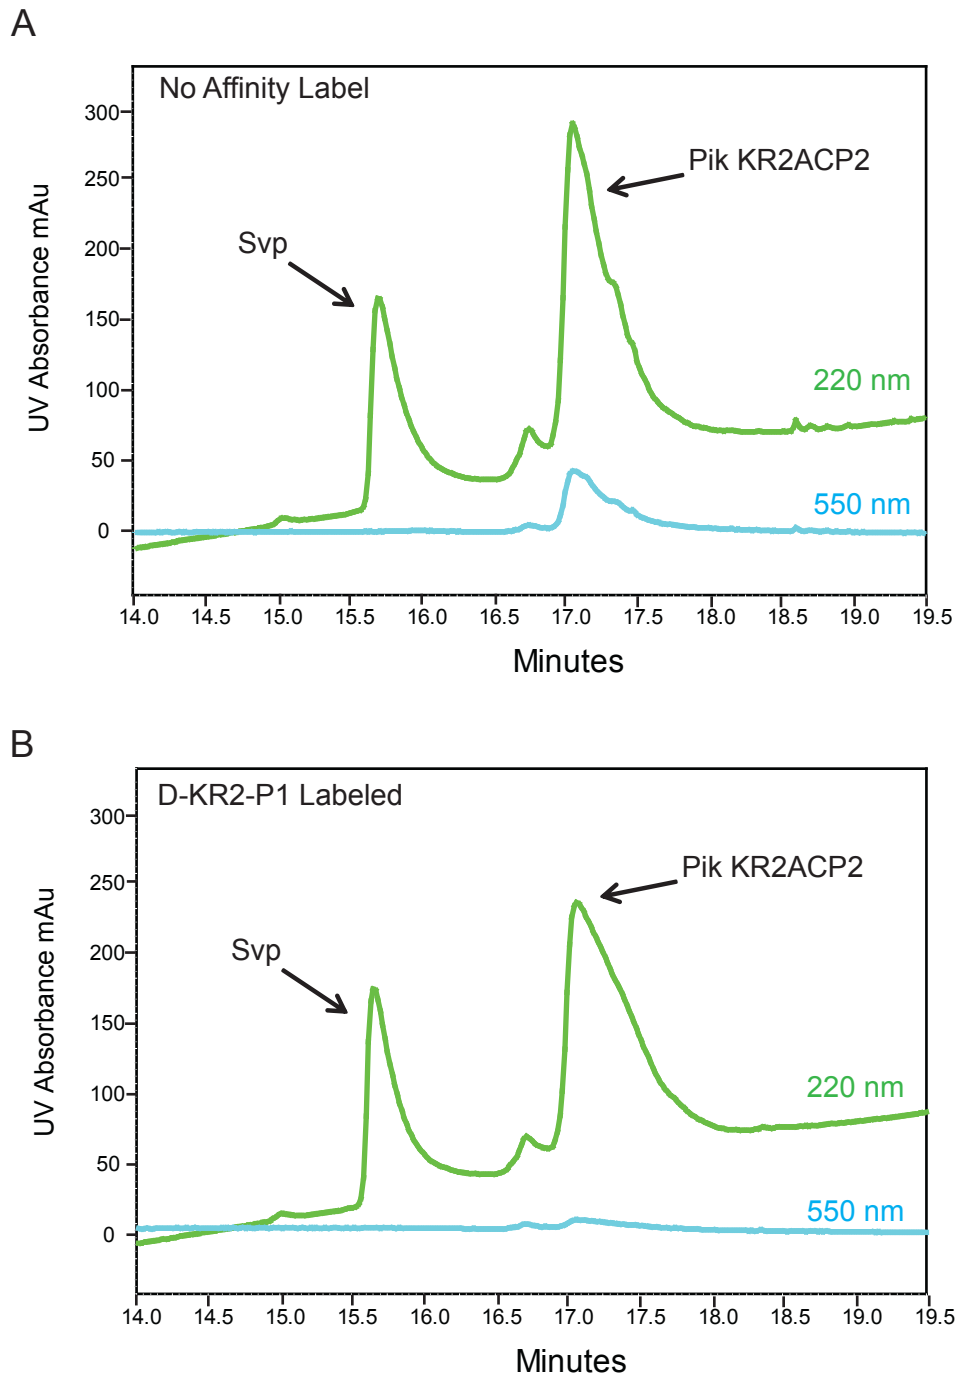 A
No Affinity Label
300
250
200
150
100
50
0
UV Absorbance mAu
Svp
Pik KR2ACP2
220 nm
550 nm
14.0 14.5 15.0 15.5 16.0 16.5 17.0 17.5 18.0 18.5 19.0 19.5
Minutes
B
D-KR2-P1 Labeled
300
250
200
150
100
50
0
UV Absorbance mAu
Svp
Pik KR2ACP2
220 nm
550 nm
14.0 14.5 15.0 15.5 16.0 16.5 17.0 17.5 18.0 18.5 19.0 19.5
Minutes